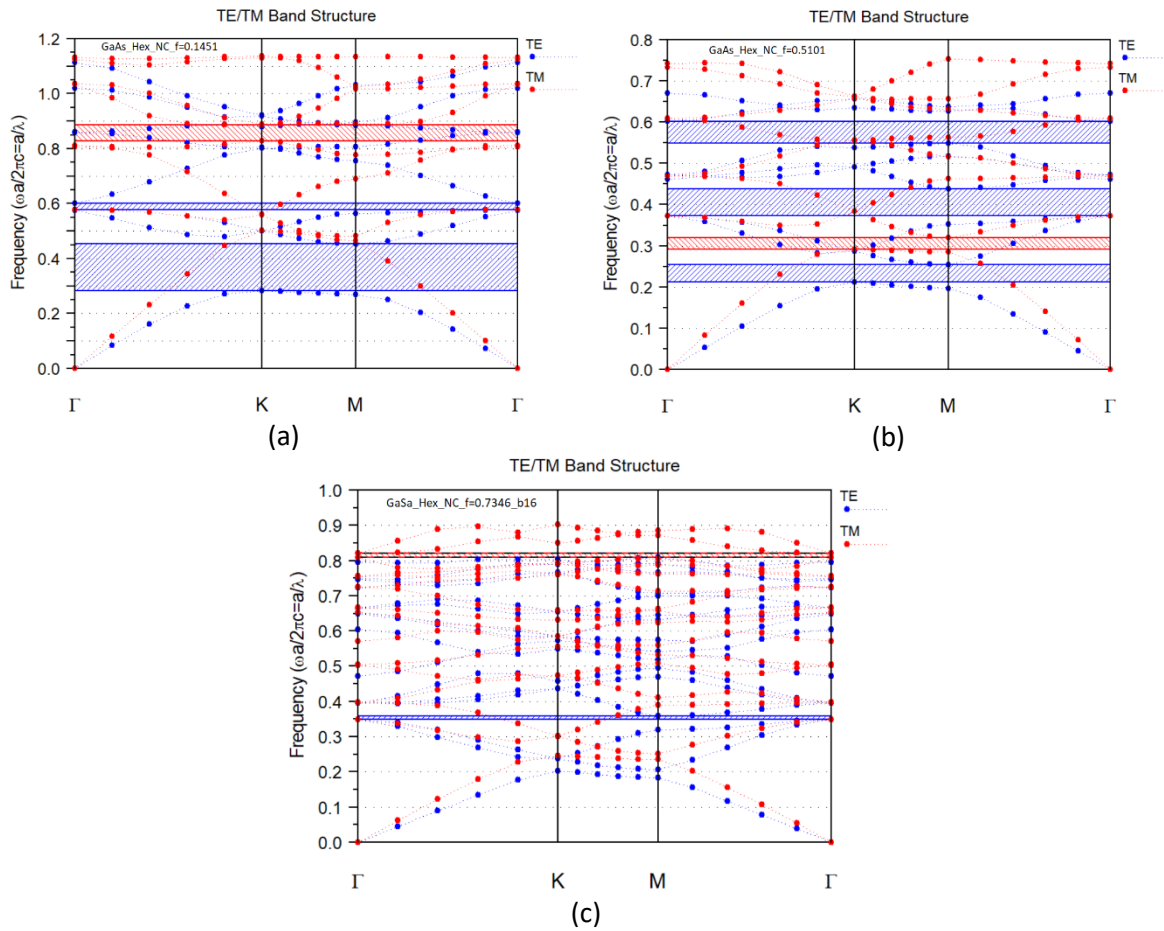 TE/TM Band Structure
GaAs_Hex_NC_f=0.1451
TE
TM
Frequency (ωa/2πc=a/λ)
1.2
1.0
0.8
0.6
0.4
0.2
0.0
Γ K M Γ
(a)
TE/TM Band Structure
GaAs_Hex_NC_f=0.5101
TE
TM
Frequency (ωa/2πc=a/λ)
0.8
0.7
0.6
0.5
0.4
0.3
0.2
0.1
0.0
Γ K M Γ
(b)
TE/TM Band Structure
GaSa_Hex_NC_f=0.7346_b16
TE
TM
Frequency (ωa/2πc=a/λ)
1.0
0.9
0.8
0.7
0.6
0.5
0.4
0.3
0.2
0.1
0.0
Γ K M Γ
(c)